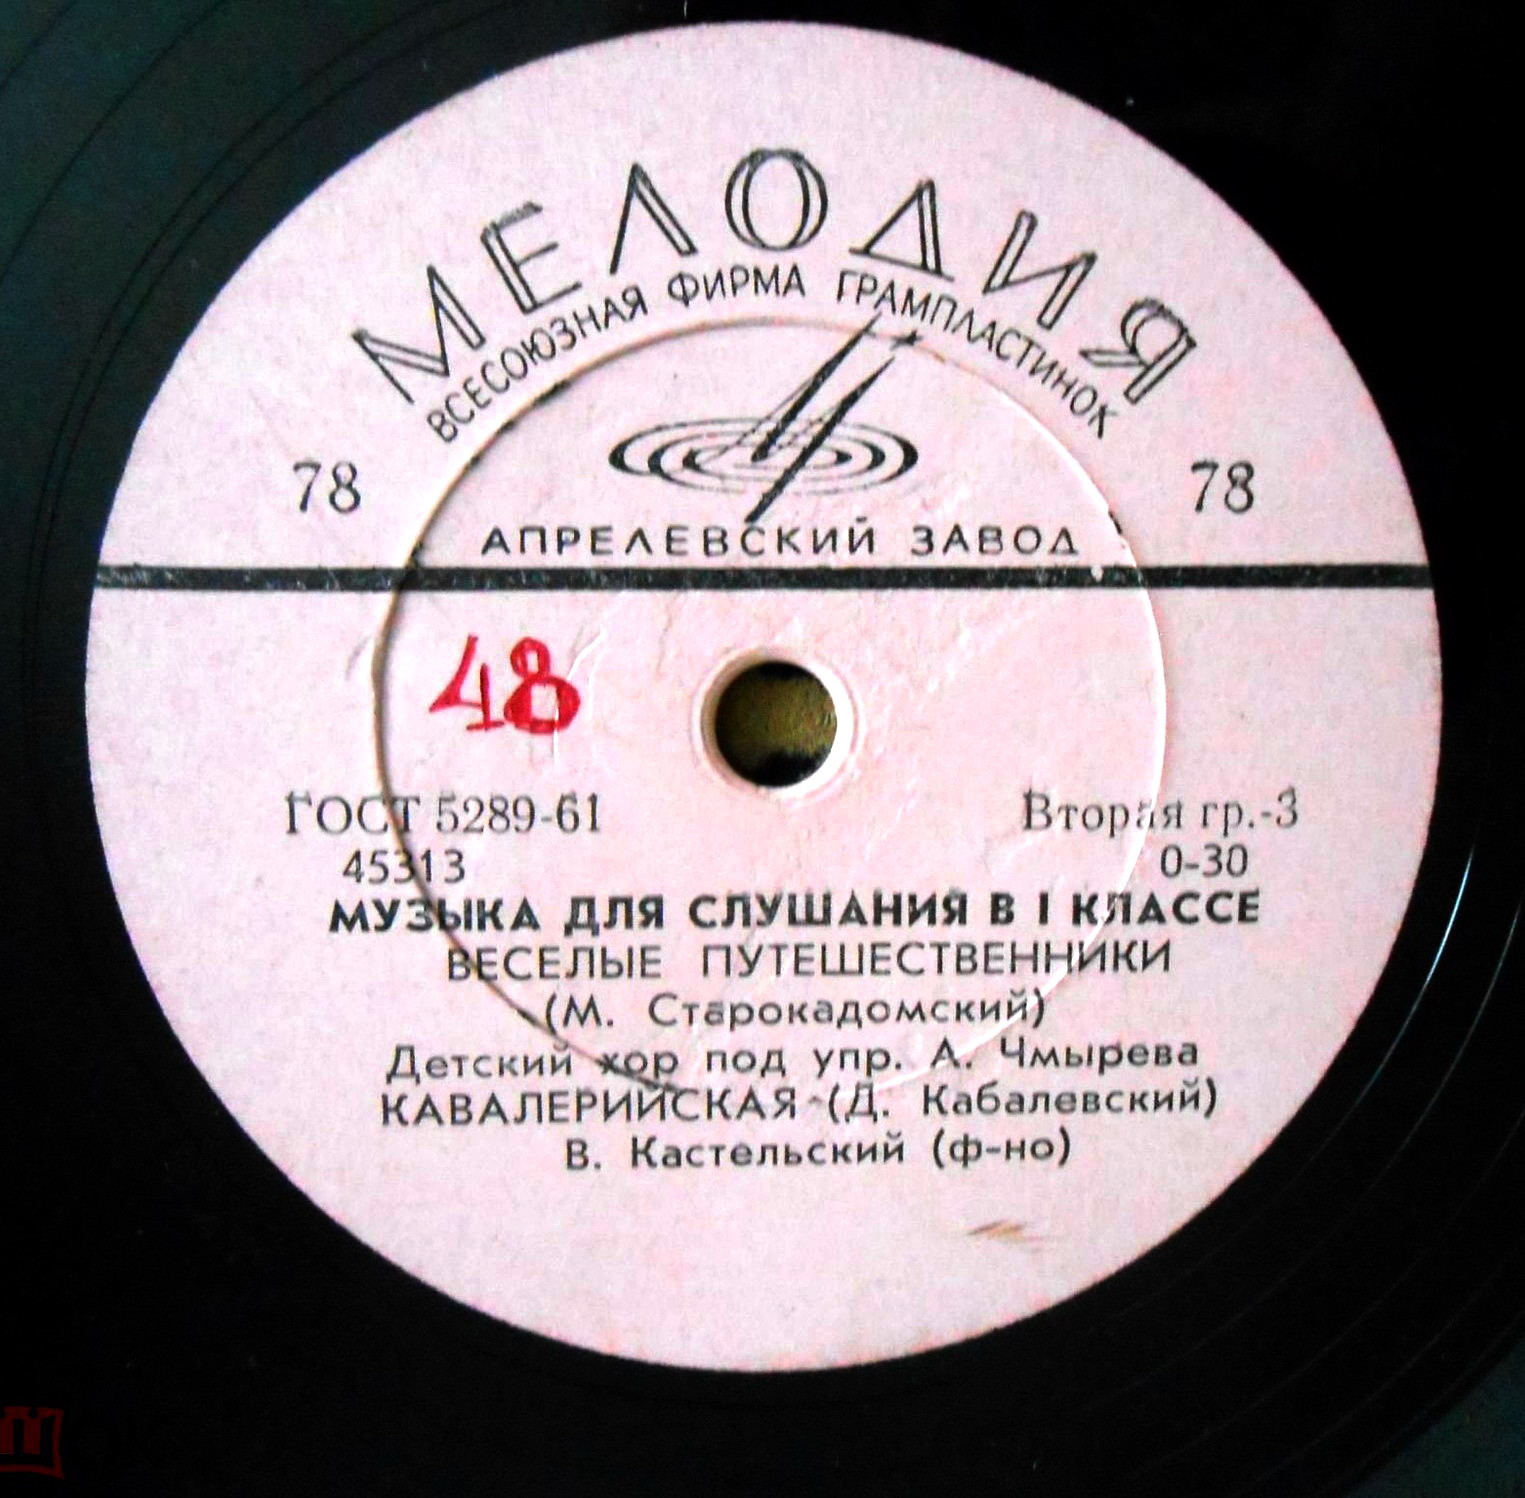 МЕЛОДИЯ
ВСЕСОЮЗНАЯ ФИРМА ГРАМПЛАСТИНОК
78 78
АПРЕЛЕВСКИЙ ЗАВОД
48
ГОСТ 5289-61 Вторая гр.-3
45313 0-30
МУЗЫКА ДЛЯ СЛУШАНИЯ В I КЛАССЕ
ВЕСЕЛЫЕ ПУТЕШЕСТВЕННИКИ
(М. Старокадомский)
Детский хор под упр. А. Чмырева
КАВАЛЕРИЙСКАЯ (Д. Кабалевский)
В. Кастельский (ф-но)